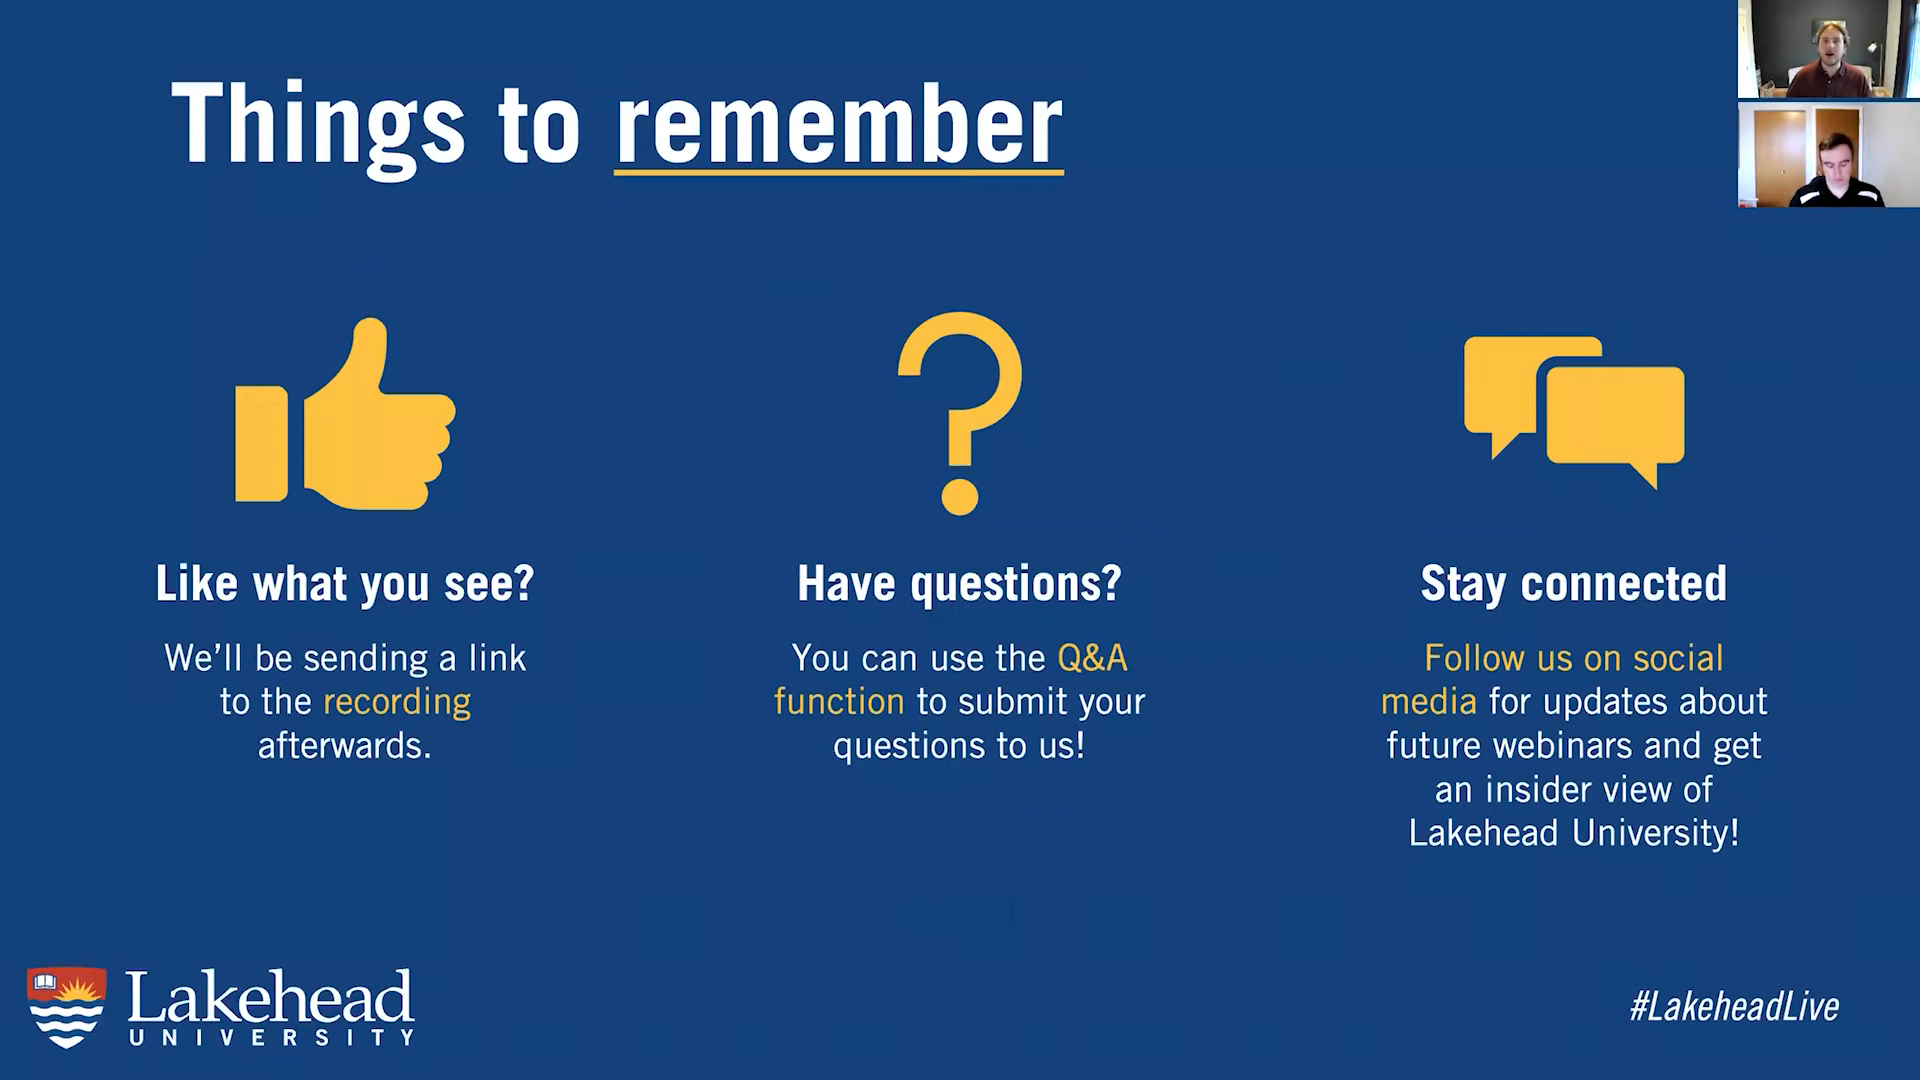 Things to remember
Like what you see?
We'll be sending a link
to the recording
afterwards.
Have questions?
You can use the Q&A
function to submit your
questions to us!
Stay connected
Follow us on social
media for updates about
future webinars and get
an insider view of
Lakehead University!
Lakehead
UNIVERSITY
#LakeheadLive